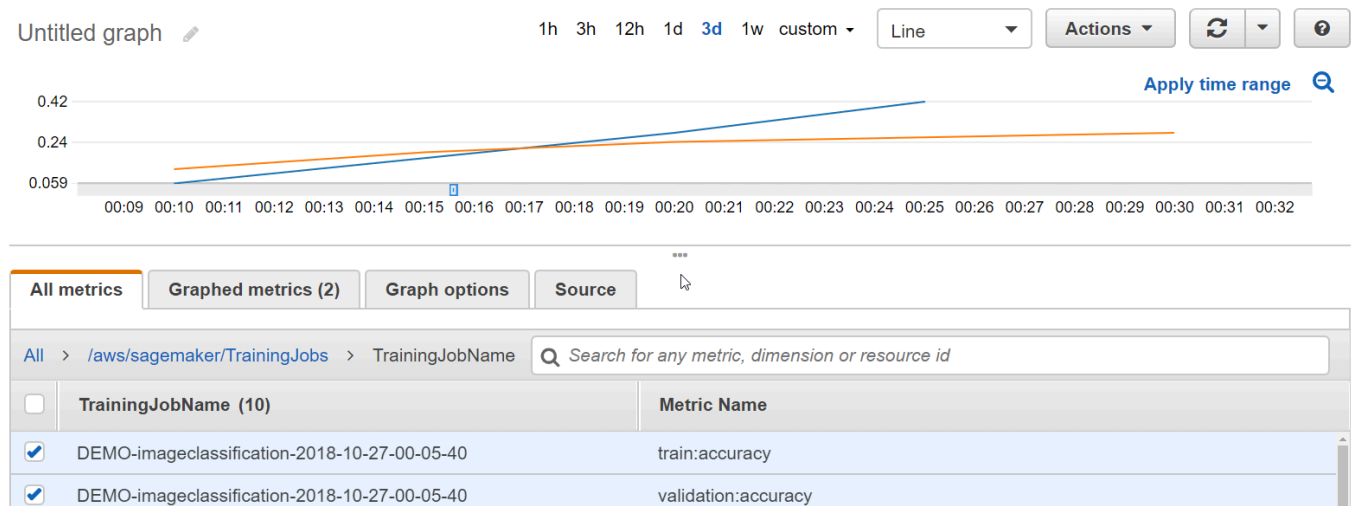 Untitled graph 1h 3h 12h 1d 3d 1w custom Line Actions
Apply time range
0.42
0.24
0.059
00:09 00:10 00:11 00:12 00:13 00:14 00:15 00:16 00:17 00:18 00:19 00:20 00:21 00:22 00:23 00:24 00:25 00:26 00:27 00:28 00:29 00:30 00:31 00:32
All metrics Graphed metrics (2) Graph options Source
All > /aws/sagemaker/TrainingJobs > TrainingJobName Search for any metric, dimension or resource id
TrainingJobName (10) Metric Name
DEMO-imageclassification-2018-10-27-00-05-40 train:accuracy
DEMO-imageclassification-2018-10-27-00-05-40 validation:accuracy